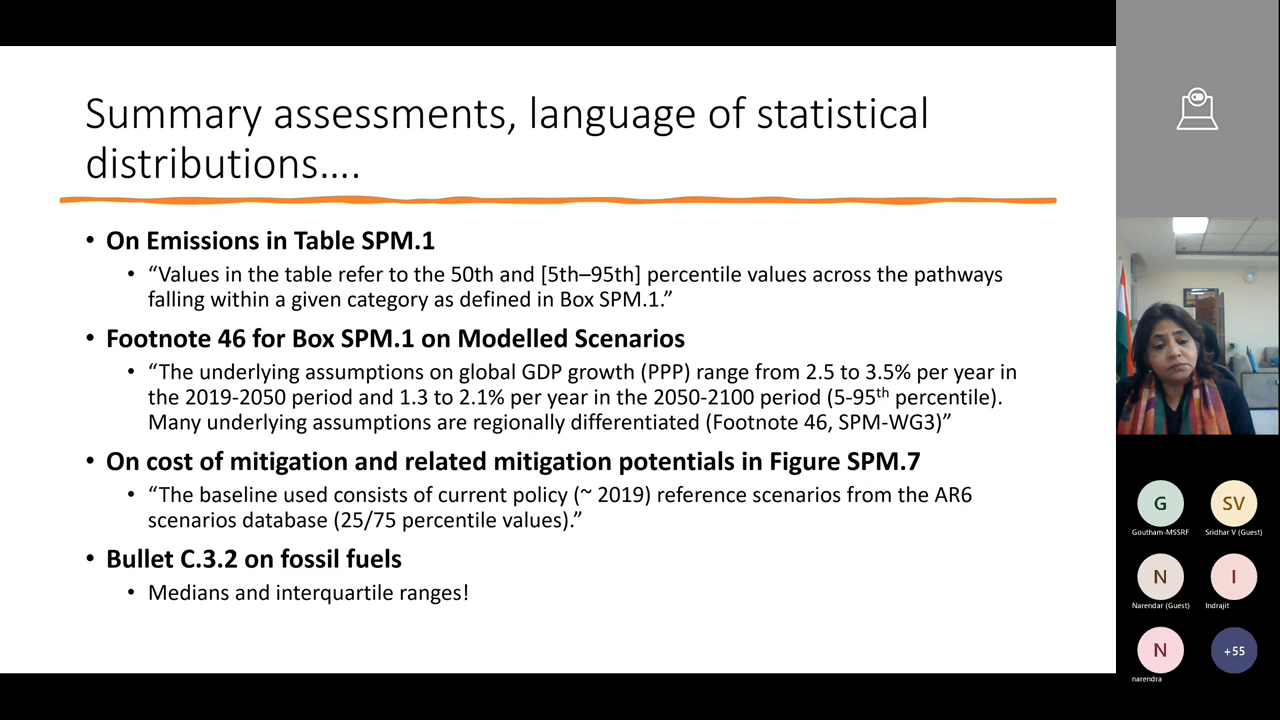 Summary assessments, language of statistical
distributions....
• On Emissions in Table SPM.1
• “Values in the table refer to the 50th and [5th–95th] percentile values across the pathways
falling within a given category as defined in Box SPM.1.”
• Footnote 46 for Box SPM.1 on Modelled Scenarios
• “The underlying assumptions on global GDP growth (PPP) range from 2.5 to 3.5% per year in
the 2019-2050 period and 1.3 to 2.1% per year in the 2050-2100 period (5-95th percentile).
Many underlying assumptions are regionally differentiated (Footnote 46, SPM-WG3)”
• On cost of mitigation and related mitigation potentials in Figure SPM.7
• “The baseline used consists of current policy (~ 2019) reference scenarios from the AR6
scenarios database (25/75 percentile values).”
• Bullet C.3.2 on fossil fuels
• Medians and interquartile ranges!
G
Goutham-MSSRF
SV
Sridhar V (Guest)
N
Narendar (Guest)
I
Indrajit
N
narendra
+55